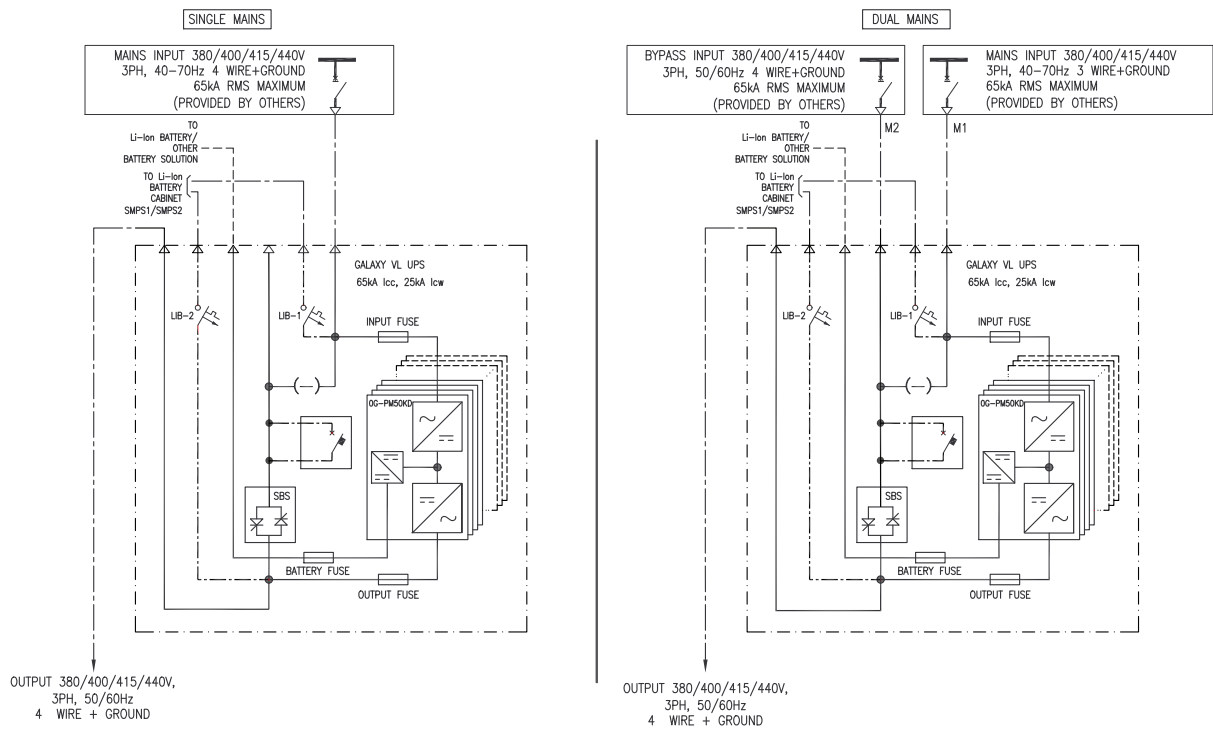 SINGLE MAINS
MAINS INPUT 380/400/415/440V
3PH, 40-70Hz 4 WIRE+GROUND
65kA RMS MAXIMUM
(PROVIDED BY OTHERS)
TO
Li-Ion BATTERY/
OTHER
BATTERY SOLUTION
TO Li-Ion
BATTERY
CABINET
SMPS1/SMPS2
GALAXY VL UPS
65kA Icc, 25kA Icw
LIB-2
LIB-1
INPUT FUSE
OG-PM50KD
SBS
BATTERY FUSE
OUTPUT FUSE
OUTPUT 380/400/415/440V,
3PH, 50/60Hz
4 WIRE + GROUND
DUAL MAINS
BYPASS INPUT 380/400/415/440V
3PH, 50/60Hz 4 WIRE+GROUND
65kA RMS MAXIMUM
(PROVIDED BY OTHERS)
MAINS INPUT 380/400/415/440V
3PH, 40-70Hz 3 WIRE+GROUND
65kA RMS MAXIMUM
(PROVIDED BY OTHERS)
M2
M1
TO
Li-Ion BATTERY/
OTHER
BATTERY SOLUTION
TO Li-Ion
BATTERY
CABINET
SMPS1/SMPS2
GALAXY VL UPS
65kA Icc, 25kA Icw
LIB-2
LIB-1
INPUT FUSE
OG-PM50KD
SBS
BATTERY FUSE
OUTPUT FUSE
OUTPUT 380/400/415/440V,
3PH, 50/60Hz
4 WIRE + GROUND